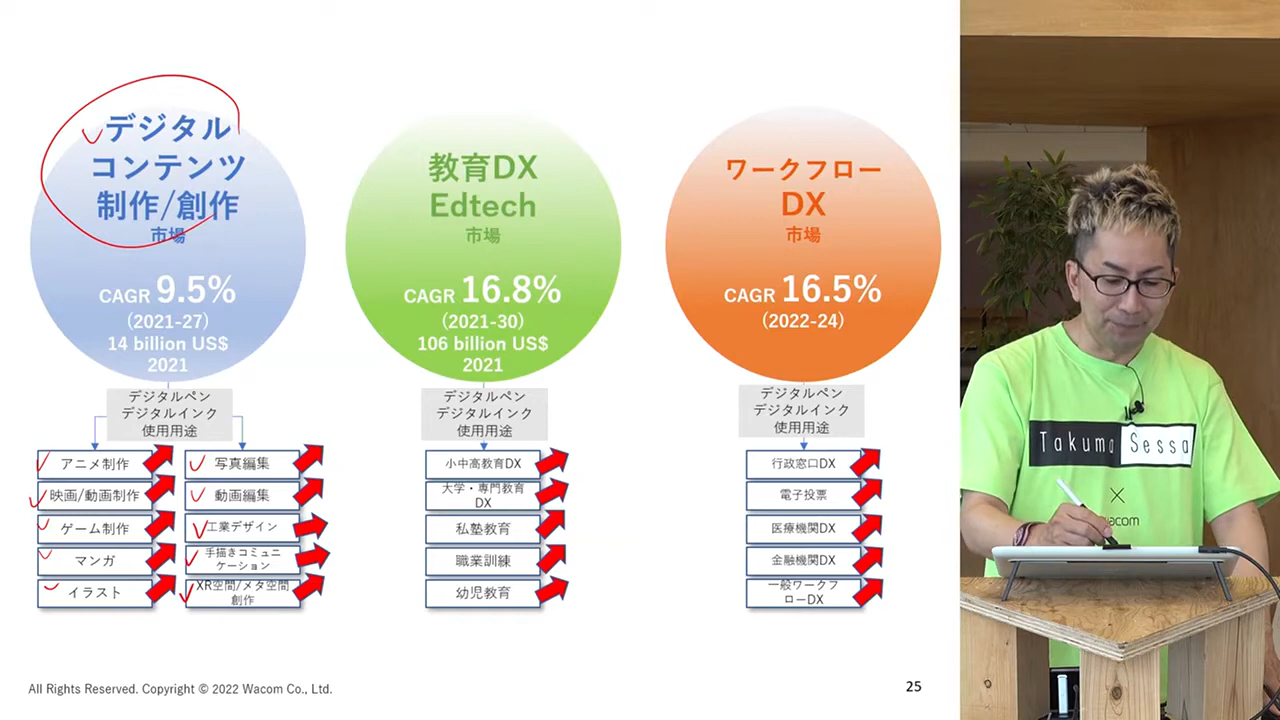 デジタル
コンテンツ
制作/創作
市場
CAGR 9.5%
(2021-27)
14 billion US$
2021
デジタルペン
デジタルインク
使用用途
アニメ制作
映画/動画制作
ゲーム制作
マンガ
イラスト
写真編集
動画編集
工業デザイン
手描きコミュニ
ケーション
XR空間/メタ空間
創作
教育DX
Edtech
市場
CAGR 16.8%
(2021-30)
106 billion US$
2021
デジタルペン
デジタルインク
使用用途
小中高教育DX
大学・専門教育
DX
私塾教育
職業訓練
幼児教育
ワークフロー
DX
市場
CAGR 16.5%
(2022-24)
デジタルペン
デジタルインク
使用用途
行政窓口DX
電子投票
医療機関DX
金融機関DX
一般ワークフ
ローDX
All Rights Reserved. Copyright © 2022 Wacom Co., Ltd.
25
Takuma Sessa
×
wacom